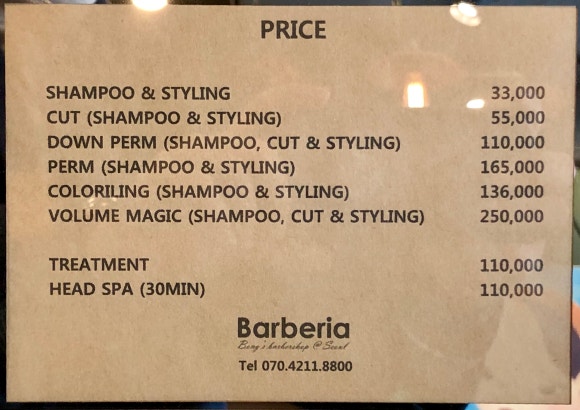 PRICE
SHAMPOO & STYLING 33,000
CUT (SHAMPOO & STYLING) 55,000
DOWN PERM (SHAMPOO, CUT & STYLING) 110,000
PERM (SHAMPOO & STYLING) 165,000
COLORILING (SHAMPOO & STYLING) 136,000
VOLUME MAGIC (SHAMPOO, CUT & STYLING) 250,000
TREATMENT 110,000
HEAD SPA (30MIN) 110,000
Barberia
Bong's barbershop @ Seoul
Tel 070.4211.8800